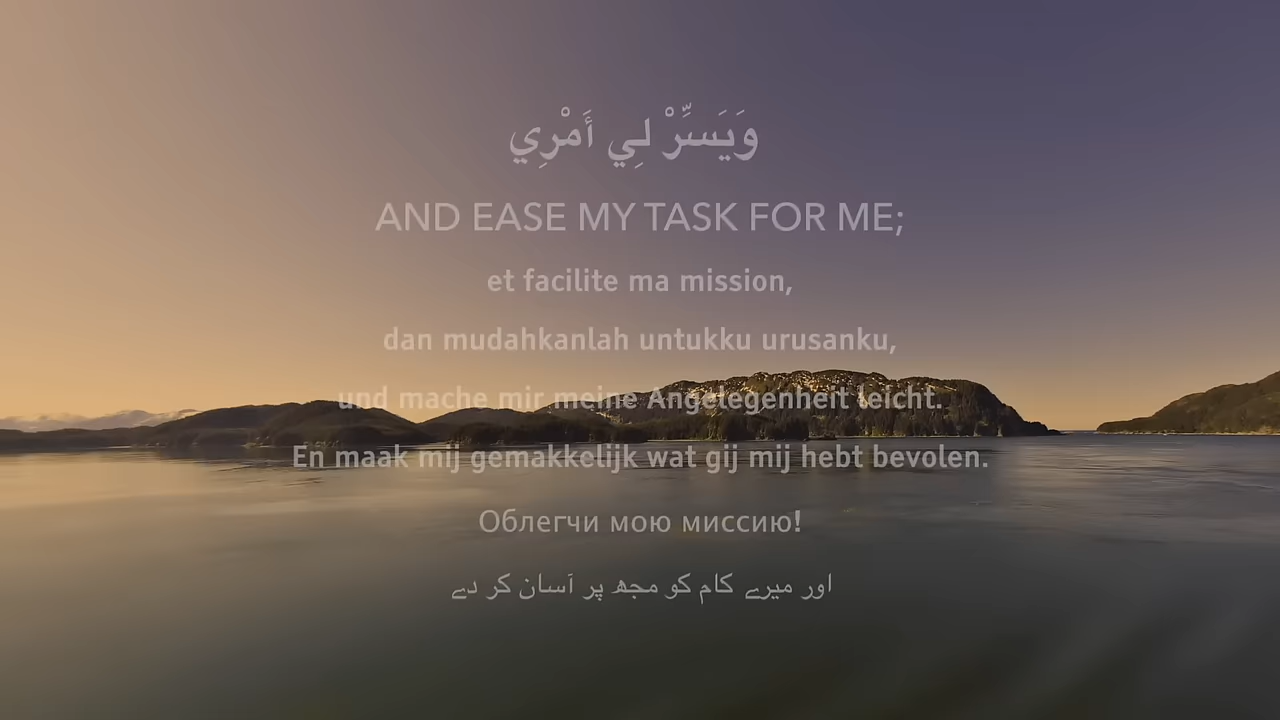 وَيَسِّرْ لِي أَمْرِي
AND EASE MY TASK FOR ME;
et facilite ma mission,
dan mudahkanlah untukku urusanku,
und mache mir meine Angelegenheit leicht.
En maak mij gemakkelijk wat gij mij hebt bevolen.
Облегчи мою миссию!
اور میرے کام کو مجھ پر آسان کر دے